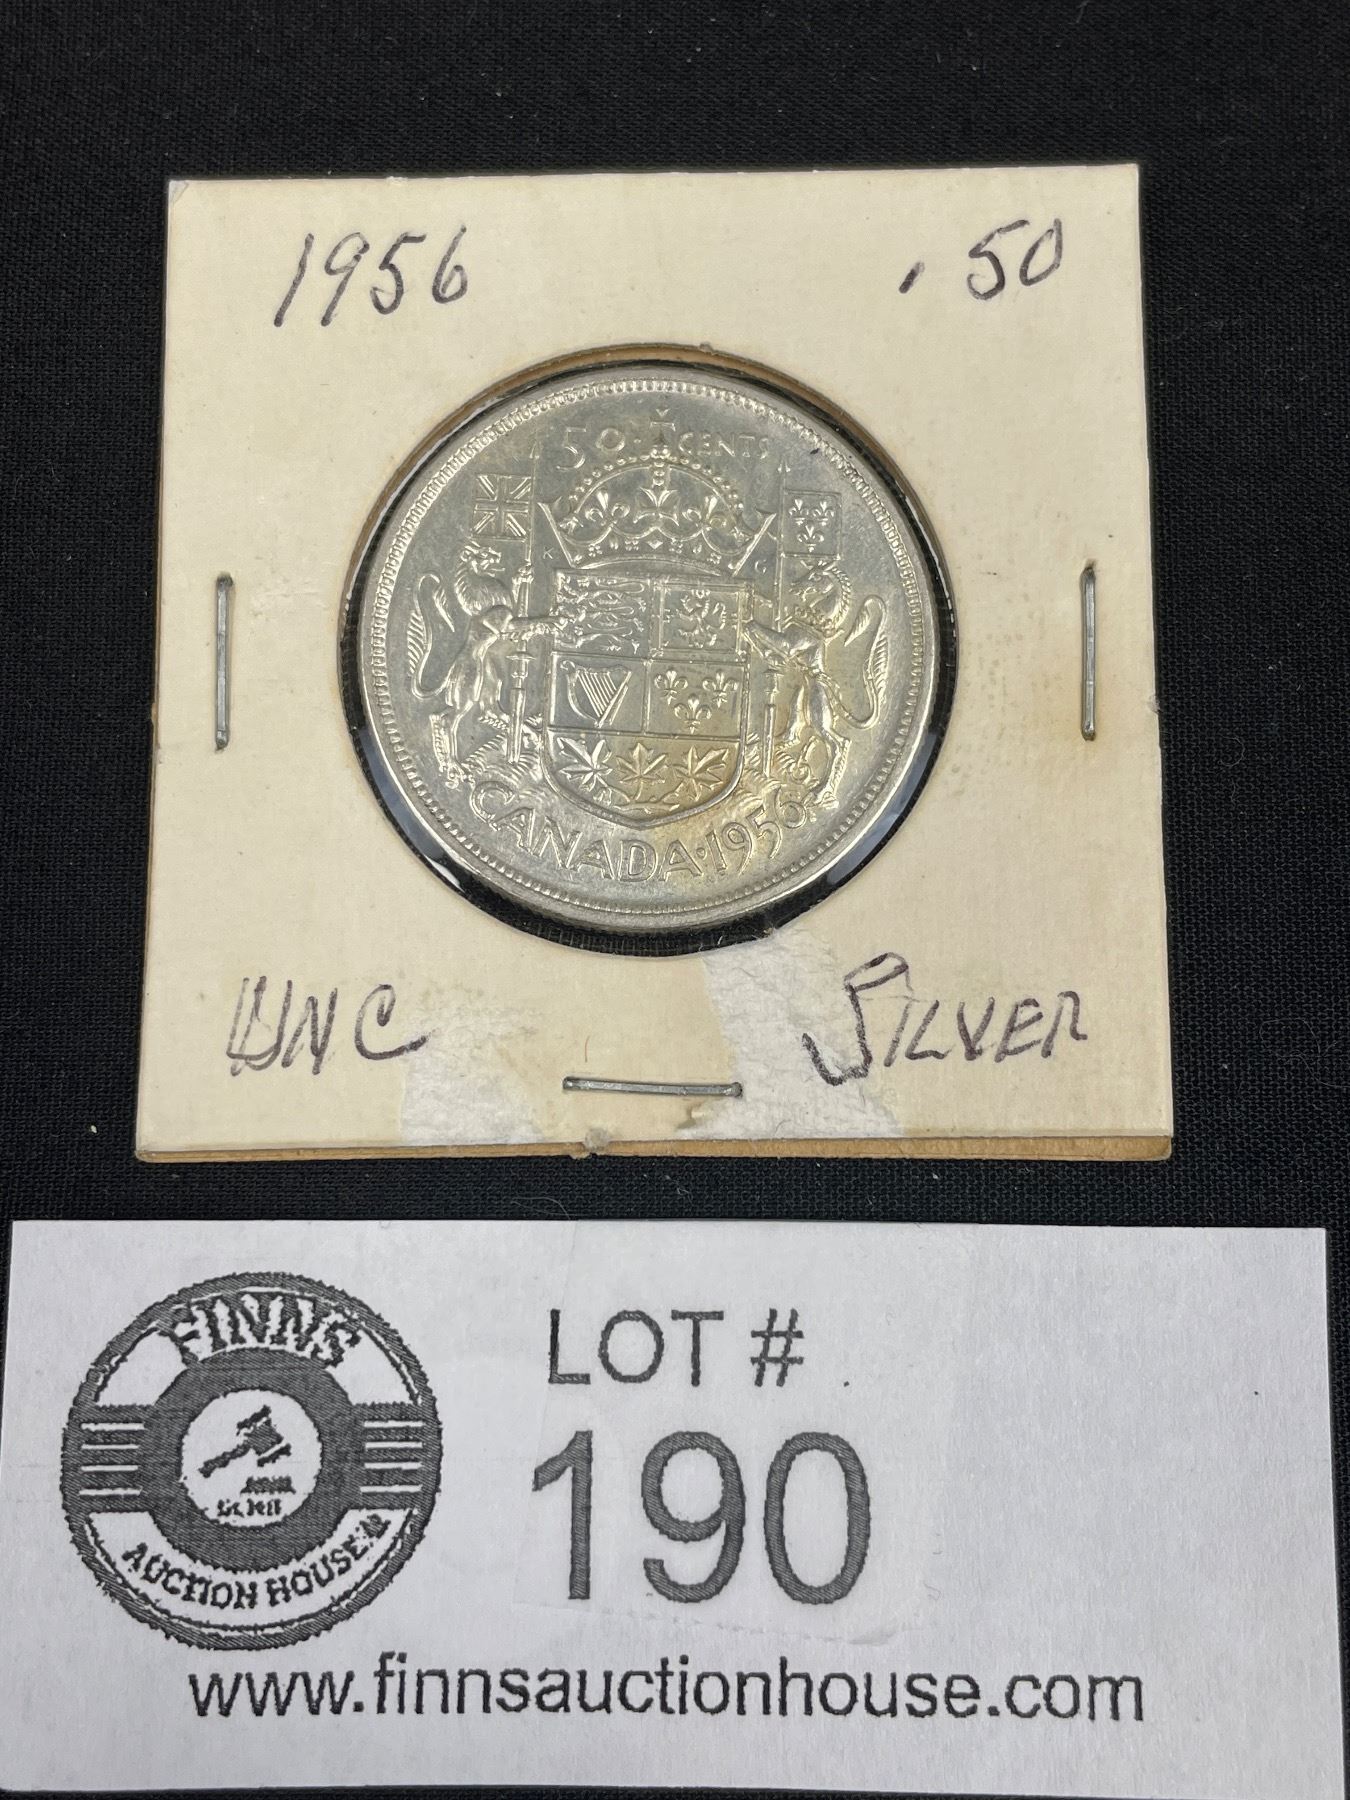 1956 .50
50 CENTS
K G
CANADA·1956
UNC SILVER
FINNS
AUCTION HOUSE
LOT #
190
www.finnsauctionhouse.com